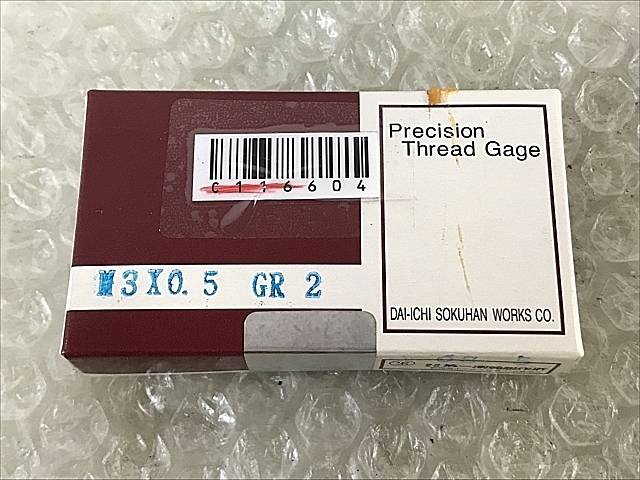 Precision
Thread Gage
C116604
M3X0.5 GR 2
DAI-ICHI SOKUHAN WORKS CO.